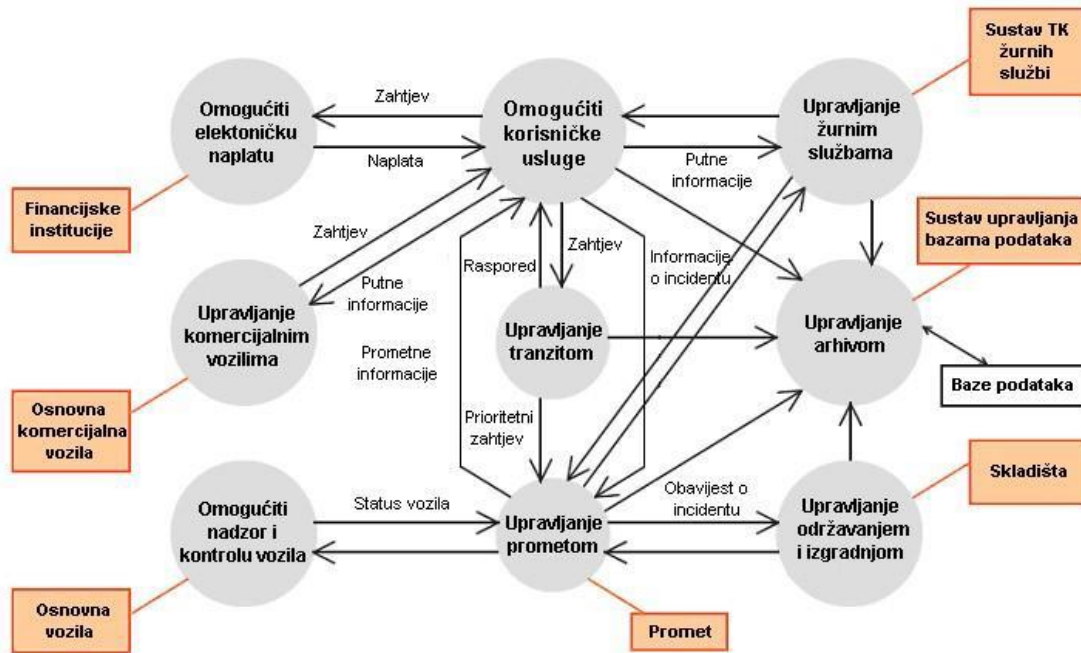 Sustav TK
žurnih
službi
Omogućiti
elektoničku
naplatu
Zahtjev
Naplata
Omogućiti
korisničke
usluge
Putne
informacije
Upravljanje
žurnim
službama
Financijske
institucije
Zahtjev
Putne
informacije
Raspored
Zahtjev
Informacije
o incidentu
Sustav upravljanja
bazama podataka
Upravljanje
komercijalnim
vozilima
Prometne
informacije
Upravljanje
tranzitom
Upravljanje
arhivom
Baze podataka
Osnovna
komercijalna
vozila
Prioritetni
zahtjev
Skladišta
Omogućiti
nadzor i
kontrolu vozila
Status vozila
Upravljanje
prometom
Obavijest o
incidentu
Upravljanje
održavanjem
i izgradnjom
Osnovna
vozila
Promet